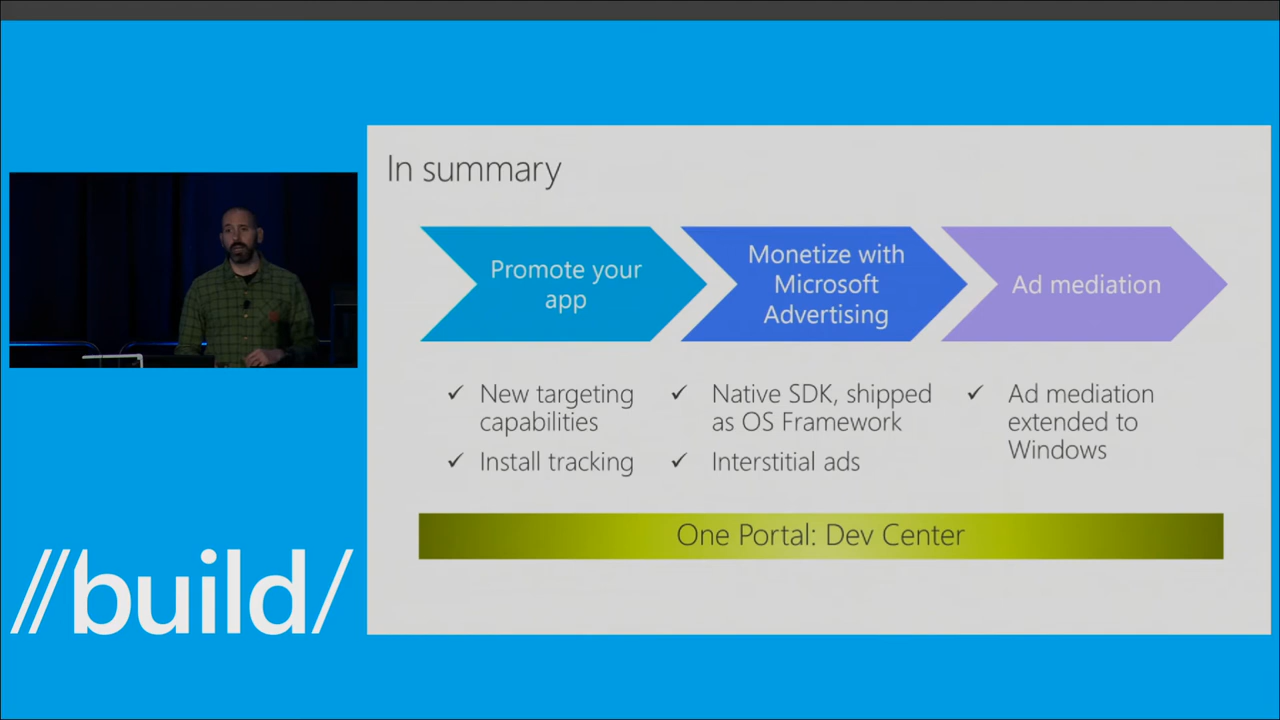 In summary
Promote your
app
Monetize with
Microsoft
Advertising
Ad mediation
✓ New targeting
capabilities
✓ Install tracking
✓ Native SDK, shipped
as OS Framework
✓ Interstitial ads
✓ Ad mediation
extended to
Windows
One Portal: Dev Center
//build/